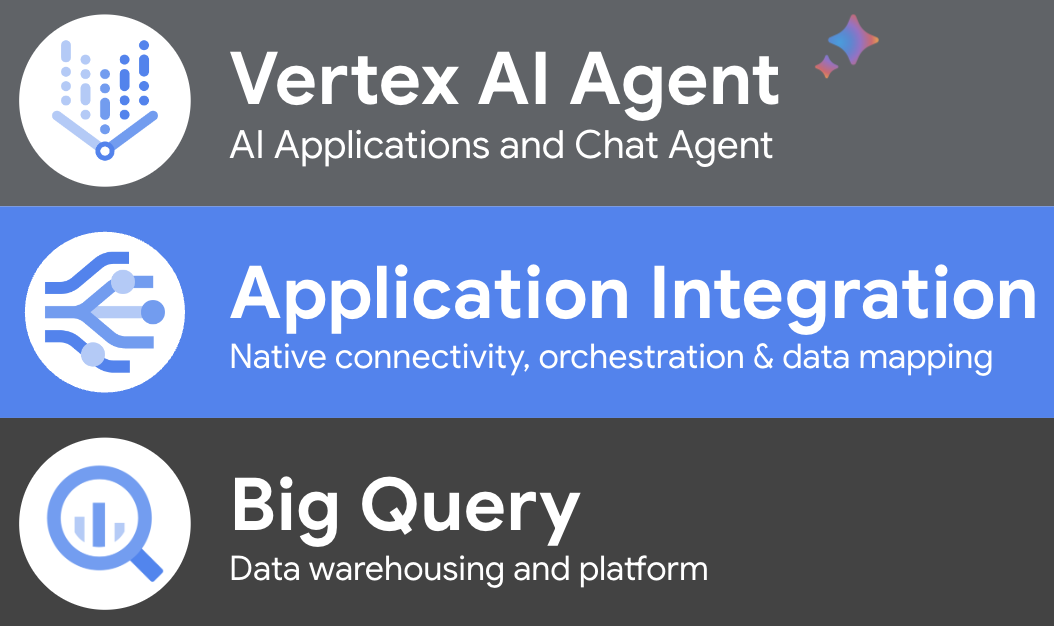 Vertex AI Agent
AI Applications and Chat Agent
Application Integration
Native connectivity, orchestration & data mapping
Big Query
Data warehousing and platform